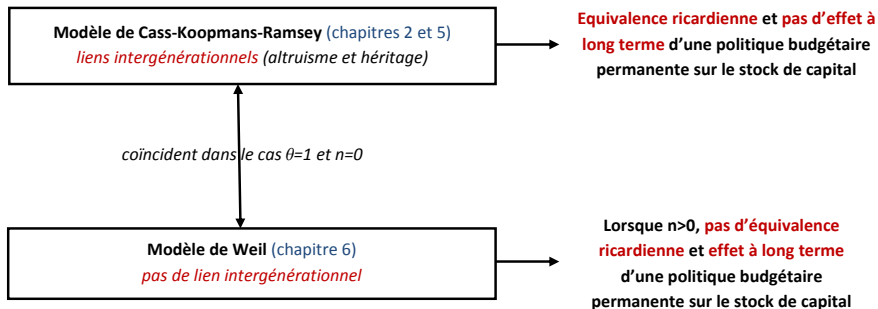 Modèle de Cass-Koopmans-Ramsey (chapitres 2 et 5)
liens intergénérationnels (altruisme et héritage)
Equivalence ricardienne et pas d’effet à
long terme d’une politique budgétaire
permanente sur le stock de capital
coïncident dans le cas θ=1 et n=0
Modèle de Weil (chapitre 6)
pas de lien intergénérationnel
Lorsque n>0, pas d’équivalence
ricardienne et effet à long terme
d’une politique budgétaire
permanente sur le stock de capital